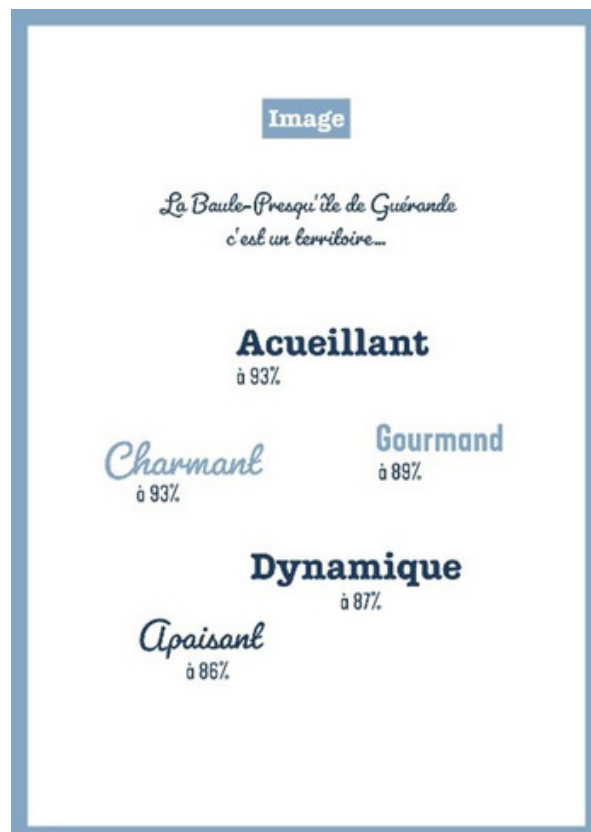 Image
La Baule-Presqu'île de Guérande
c'est un territoire...
Acueillant
à 93%
Charmant
à 93%
Gourmand
à 89%
Dynamique
à 87%
Apaisant
à 86%